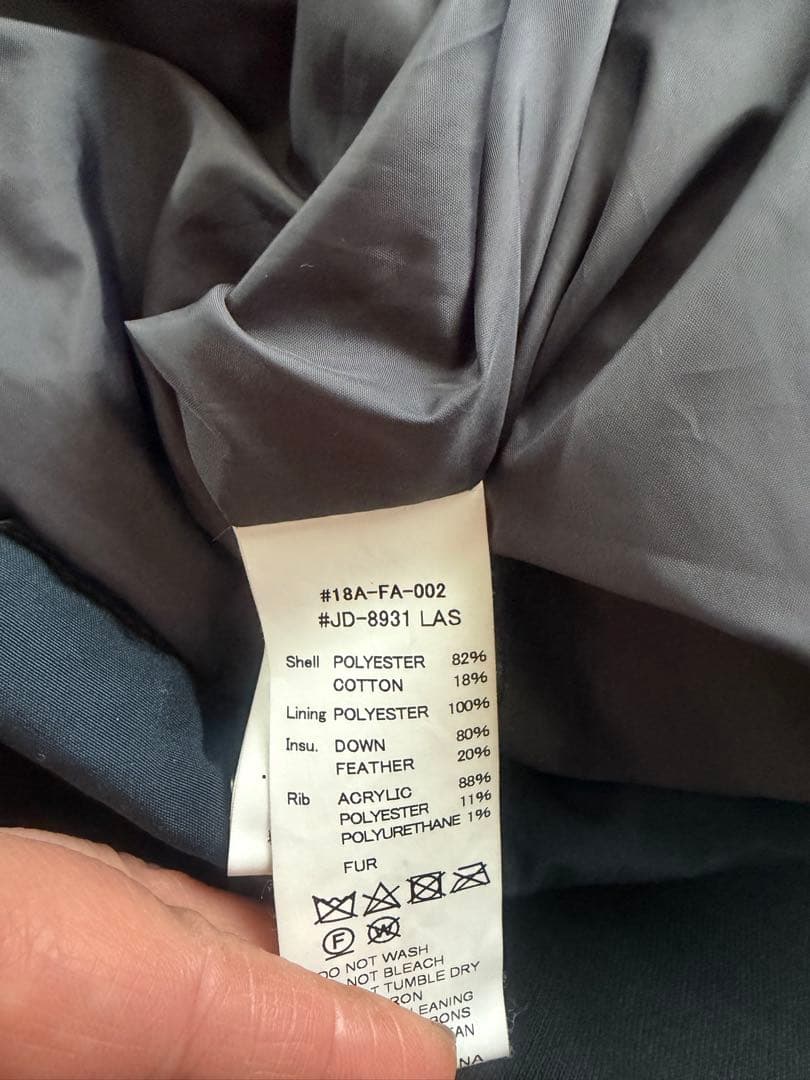 #18A-FA-002
#JD-8931 LAS
Shell POLYESTER 82%
COTTON 18%
Lining POLYESTER 100%
Insu. DOWN 80%
FEATHER 20%
Rib ACRYLIC 88%
POLYESTER 11%
POLYURETHANE 1%
FUR
F W
DO NOT WASH
NOT BLEACH
TUMBLE DRY